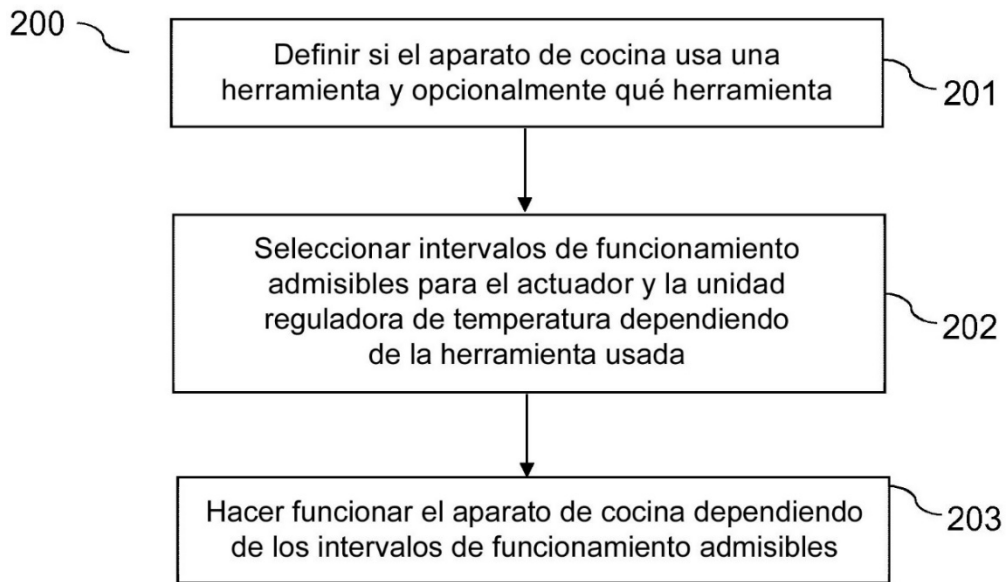 200
Definir si el aparato de cocina usa una
herramienta y opcionalmente qué herramienta
201
Seleccionar intervalos de funcionamiento
admisibles para el actuador y la unidad
reguladora de temperatura dependiendo
de la herramienta usada
202
Hacer funcionar el aparato de cocina dependiendo
de los intervalos de funcionamiento admisibles
203